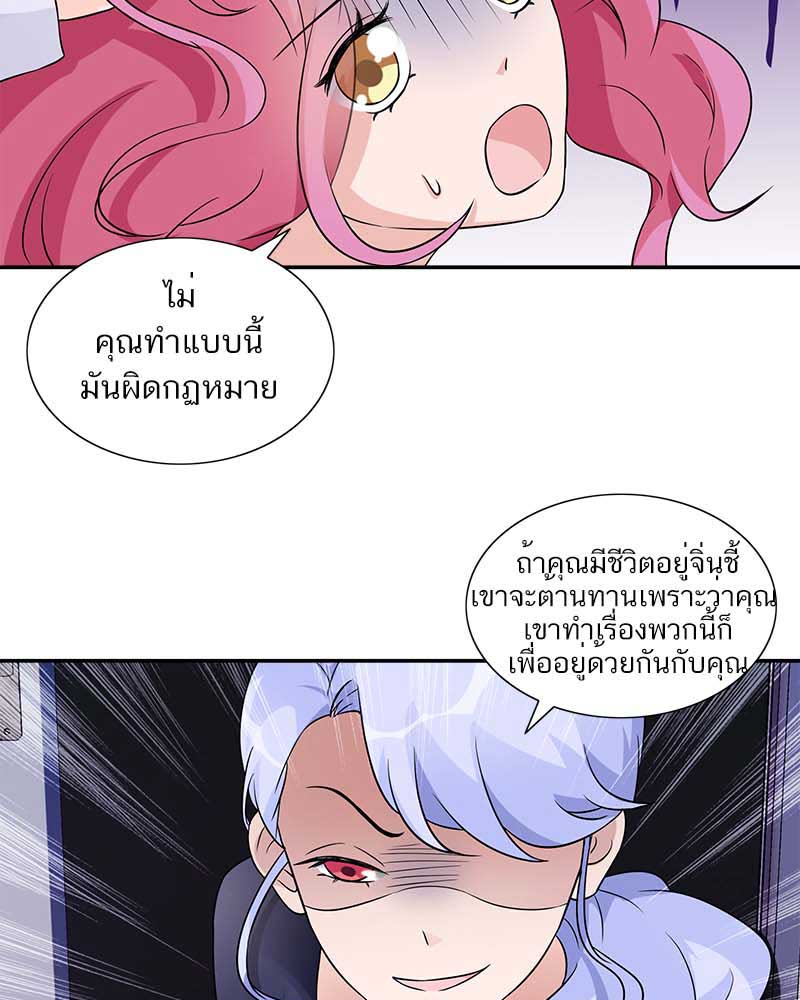 ไม่
คุณทำแบบนี้
มันผิดกฏหมาย
ถ้าคุณมีชีวิตอยู่จิ่นชี้
เขาจะต้านทานเพราะว่าคุณ
เขาทำเรื่องพวกนี้ก็
เพื่ออยู่ด้วยกันกับคุณ